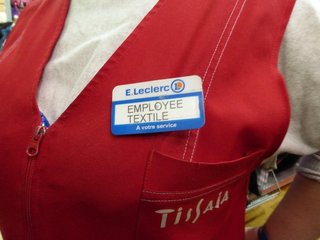 E.Leclerc
EMPLOYEE
TEXTILE
A votre service
TISSAIA